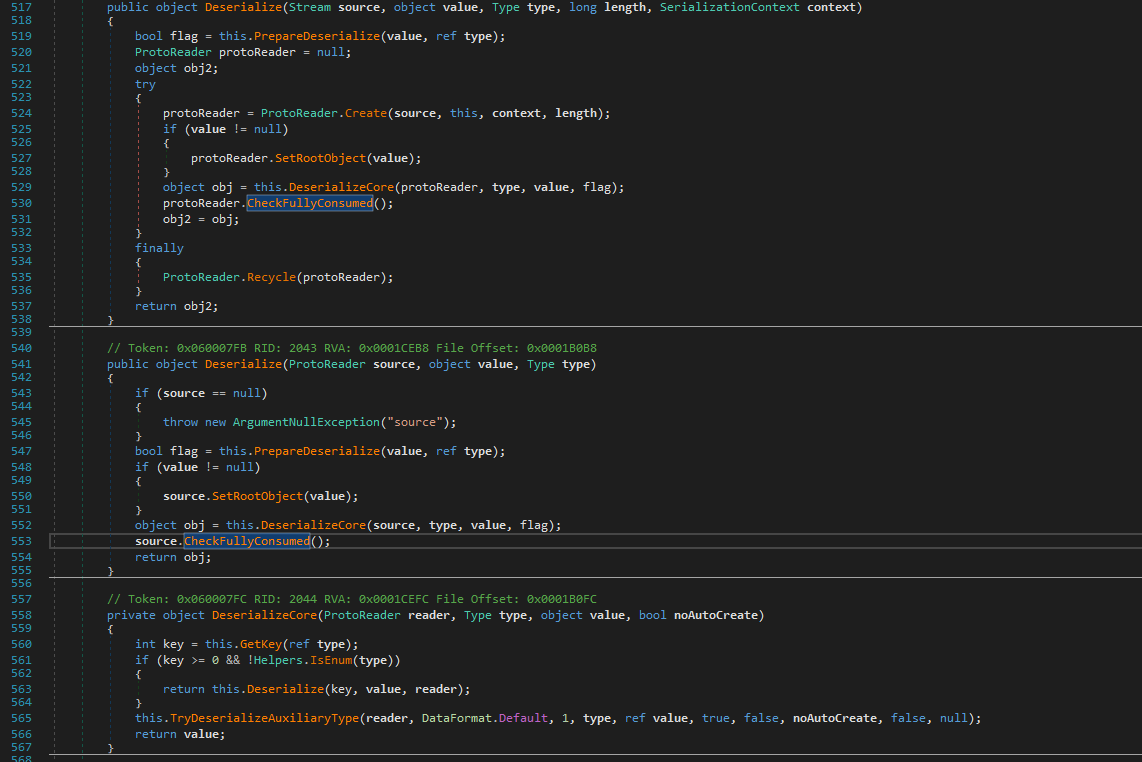 517 public object Deserialize(Stream source, object value, Type type, long length, SerializationContext context)
518 {
519 bool flag = this.PrepareDeserialize(value, ref type);
520 ProtoReader protoReader = null;
521 object obj2;
522 try
523 {
524 protoReader = ProtoReader.Create(source, this, context, length);
525 if (value != null)
526 {
527 protoReader.SetRootObject(value);
528 }
529 object obj = this.DeserializeCore(protoReader, type, value, flag);
530 protoReader.CheckFullyConsumed();
531 obj2 = obj;
532 }
533 finally
534 {
535 ProtoReader.Recycle(protoReader);
536 }
537 return obj2;
538 }
539
540 // Token: 0x060007FB RID: 2043 RVA: 0x0001CEB8 File Offset: 0x0001B0B8
541 public object Deserialize(ProtoReader source, object value, Type type)
542 {
543 if (source == null)
544 {
545 throw new ArgumentNullException("source");
546 }
547 bool flag = this.PrepareDeserialize(value, ref type);
548 if (value != null)
549 {
550 source.SetRootObject(value);
551 }
552 object obj = this.DeserializeCore(source, type, value, flag);
553 source.CheckFullyConsumed();
554 return obj;
555 }
556
557 // Token: 0x060007FC RID: 2044 RVA: 0x0001CEFC File Offset: 0x0001B0FC
558 private object DeserializeCore(ProtoReader reader, Type type, object value, bool noAutoCreate)
559 {
560 int key = this.GetKey(ref type);
561 if (key >= 0 && !Helpers.IsEnum(type))
562 {
563 return this.Deserialize(key, value, reader);
564 }
565 this.TryDeserializeAuxiliaryType(reader, DataFormat.Default, 1, type, ref value, true, false, noAutoCreate, false, null);
566 return value;
567 }
568